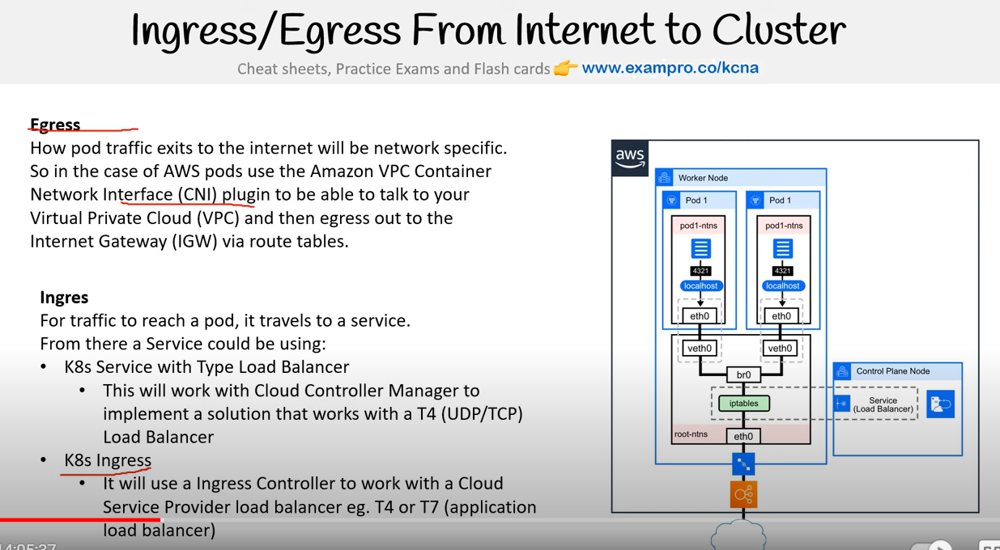 Ingress/Egress From Internet to Cluster
Cheat sheets, Practice Exams and Flash cards 👉 www.exampro.co/kcna
Egress
How pod traffic exits to the internet will be network specific.
So in the case of AWS pods use the Amazon VPC Container
Network Interface (CNI) plugin to be able to talk to your
Virtual Private Cloud (VPC) and then egress out to the
Internet Gateway (IGW) via route tables.
Ingres
For traffic to reach a pod, it travels to a service.
From there a Service could be using:
• K8s Service with Type Load Balancer
• This will work with Cloud Controller Manager to
implement a solution that works with a T4 (UDP/TCP)
Load Balancer
• K8s Ingress
• It will use a Ingress Controller to work with a Cloud
Service Provider load balancer eg. T4 or T7 (application
load balancer)
aws
Worker Node
Pod 1
pod1-ntns
4321
localhost
eth0
veth0
Pod 1
pod1-ntns
4321
localhost
eth0
veth0
br0
iptables
root-ntns
eth0
Control Plane Node
Service
(Load Balancer)